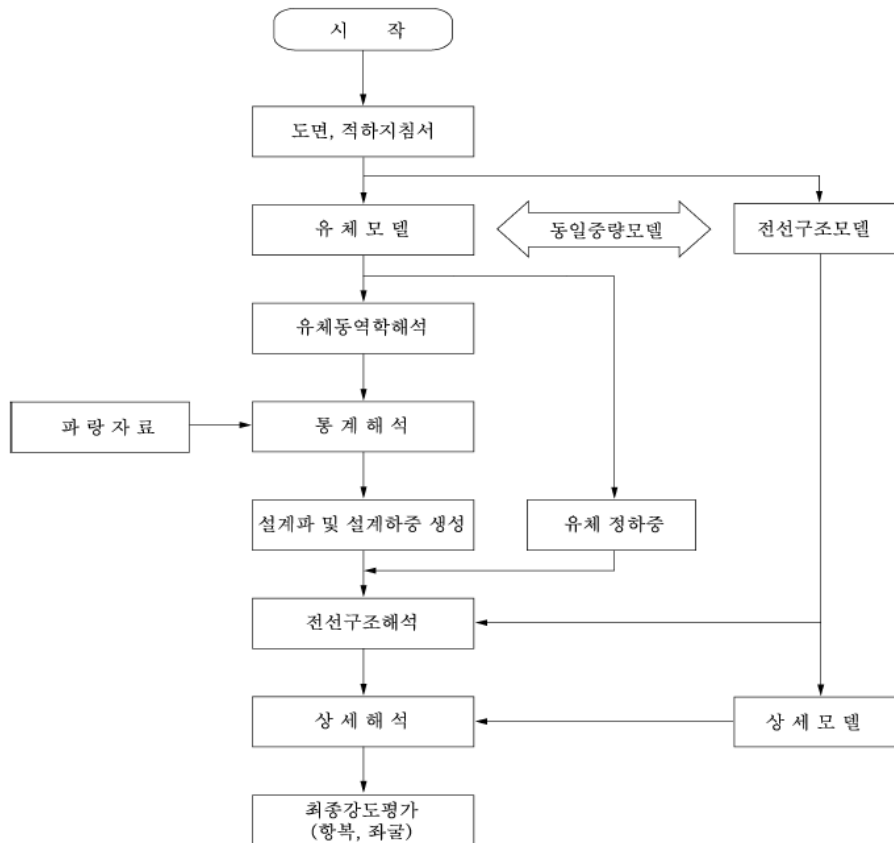 시 작
도면, 적하지침서
유 체 모 델
동일중량모델
전선구조모델
유체동역학해석
파 랑 자 료
통 계 해 석
설계파 및 설계하중 생성
유체 정하중
전선구조해석
상 세 해 석
상 세 모 델
최종강도평가
(항복, 좌굴)